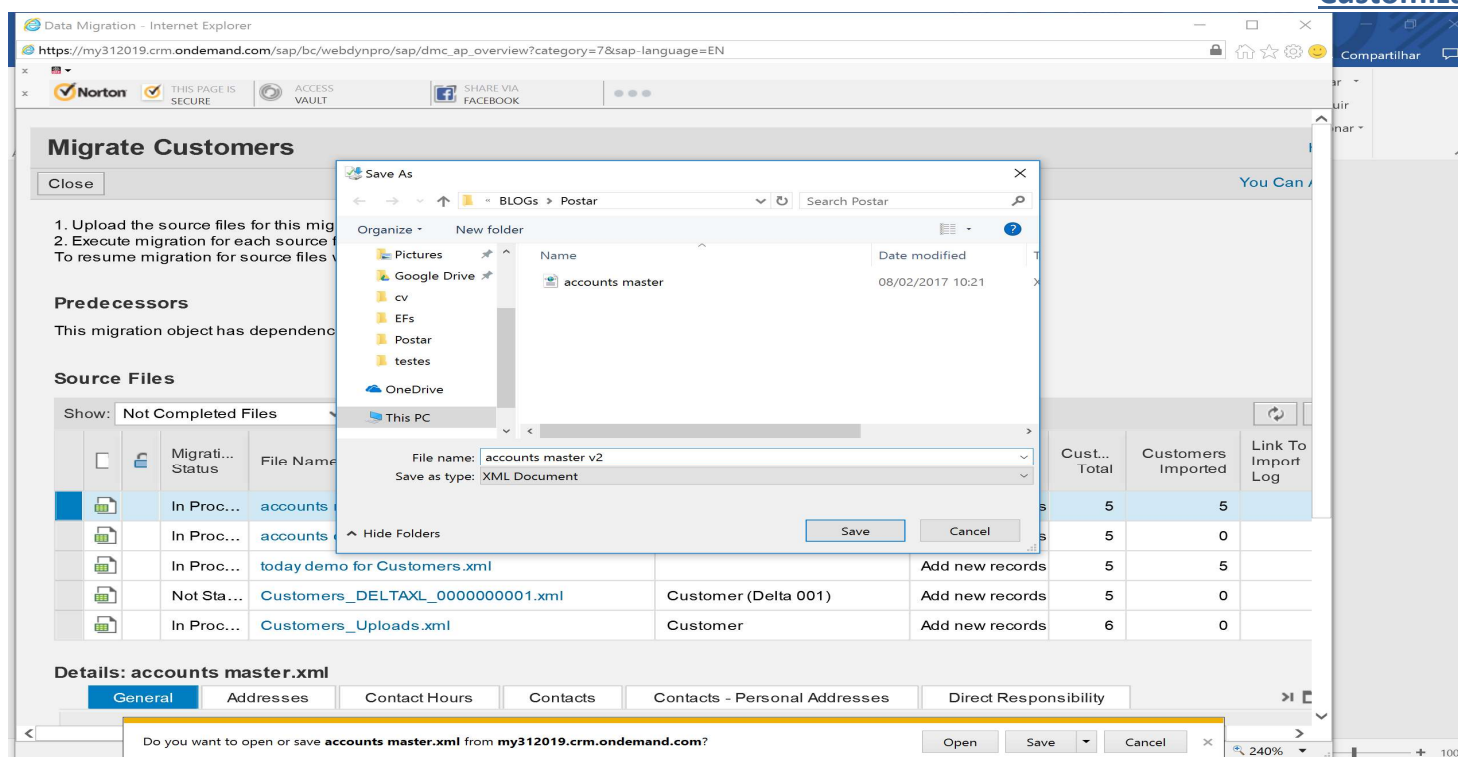 Customiza
Data Migration - Internet Explorer
https://my312019.crm.ondemand.com/sap/bc/webdynpro/sap/dmc_ap_overview?category=7&sap-language=EN
Compartilhar
Norton THIS PAGE IS SECURE ACCESS VAULT SHARE VIA FACEBOOK
ar
uir
nar
Migrate Customers
Close
You Can A
1. Upload the source files for this mig
2. Execute migration for each source f
To resume migration for source files
Predecessors
This migration object has dependenc
Source Files
Show: Not Completed Files
Save As
« BLOGs > Postar
Search Postar
Organize New folder
Pictures
Google Drive
cv
EFs
Postar
testes
OneDrive
This PC
Name Date modified T
accounts master 08/02/2017 10:21 X
File name: accounts master v2
Save as type: XML Document
Hide Folders
Save Cancel
Migrati... Status File Name Cust... Total Customers Imported Link To Import Log
In Proc... accounts s 5 5
In Proc... accounts s 5 0
In Proc... today demo for Customers.xml Add new records 5 5
Not Sta... Customers_DELTAXL_0000000001.xml Customer (Delta 001) Add new records 5 0
In Proc... Customers_Uploads.xml Customer Add new records 6 0
Details: accounts master.xml
General Addresses Contact Hours Contacts Contacts - Personal Addresses Direct Responsibility
Do you want to open or save accounts master.xml from my312019.crm.ondemand.com?
Open Save Cancel
240%
100